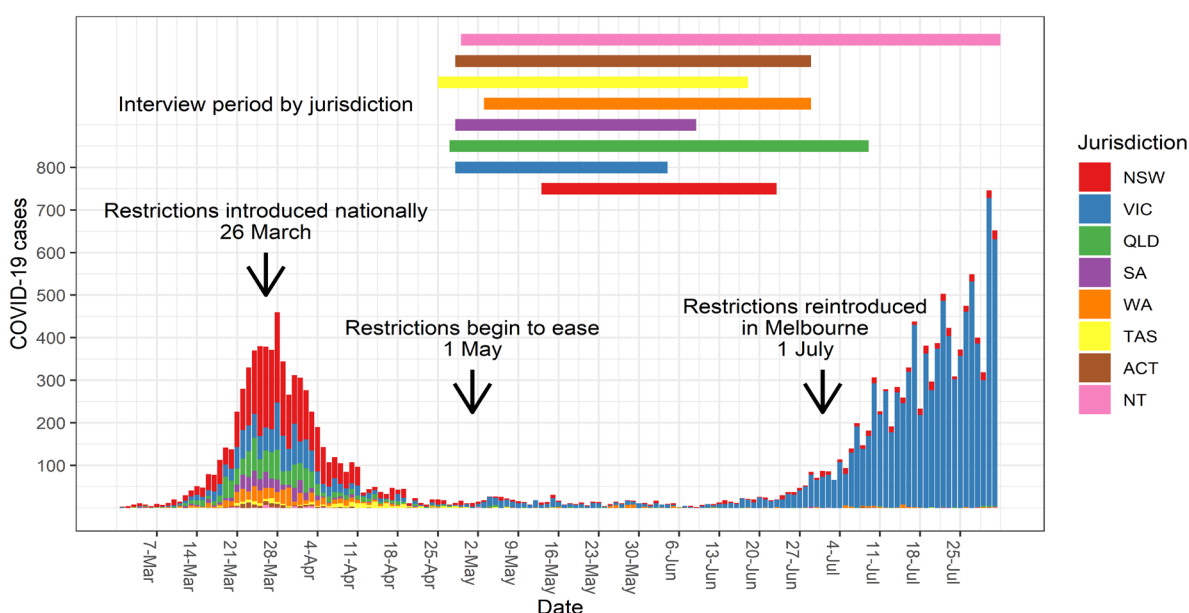 Interview period by jurisdiction
Restrictions introduced nationally
26 March
Restrictions begin to ease
1 May
Restrictions reintroduced
in Melbourne
1 July
COVID-19 cases
800
700
600
500
400
300
200
100
7-Mar
14-Mar
21-Mar
28-Mar
4-Apr
11-Apr
18-Apr
25-Apr
2-May
9-May
16-May
23-May
30-May
6-Jun
13-Jun
20-Jun
27-Jun
4-Jul
11-Jul
18-Jul
25-Jul
Date
Jurisdiction
NSW
VIC
QLD
SA
WA
TAS
ACT
NT